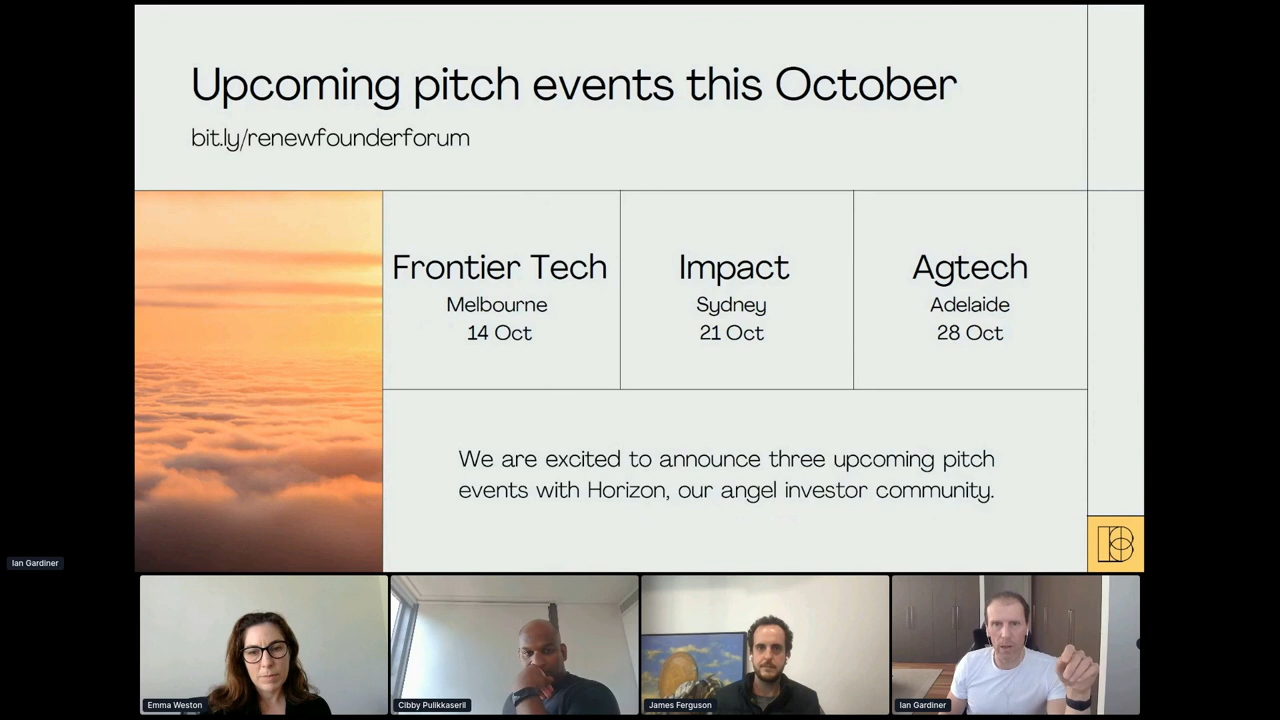 Upcoming pitch events this October
bit.ly/renewfounderforum
Frontier Tech
Melbourne
14 Oct
Impact
Sydney
21 Oct
Agtech
Adelaide
28 Oct
We are excited to announce three upcoming pitch
events with Horizon, our angel investor community.
Ian Gardiner
Emma Weston
Cibby Pulikkaseril
James Ferguson
Ian Gardiner